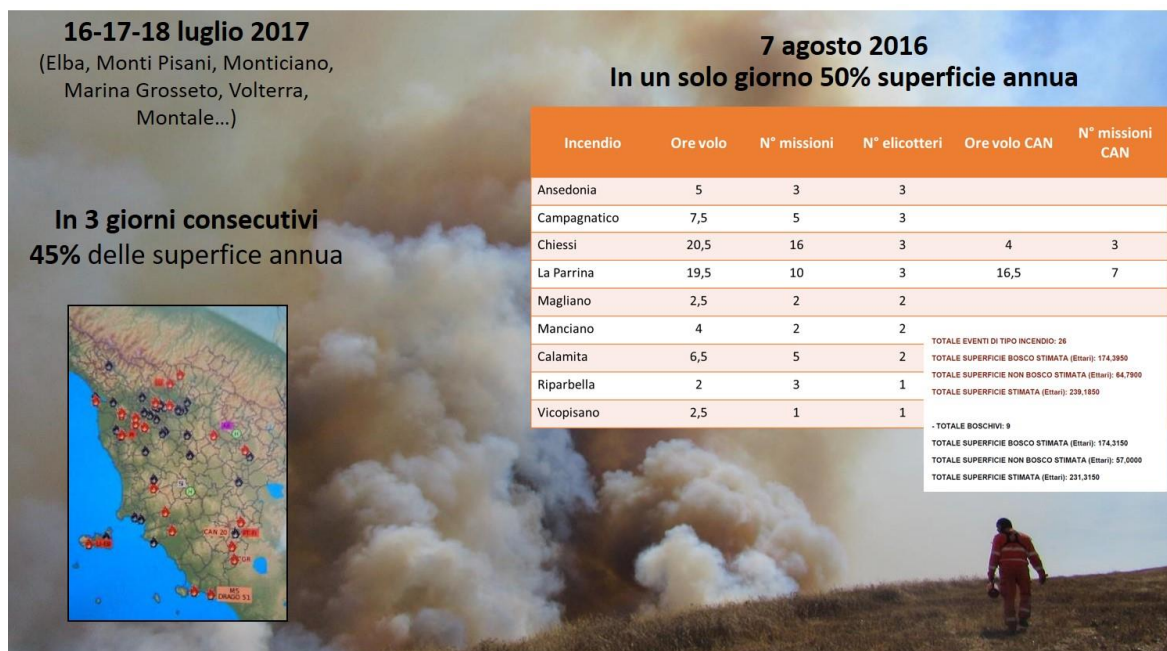 16-17-18 luglio 2017
(Elba, Monti Pisani, Monticiano,
Marina Grosseto, Volterra,
Montale...)
In 3 giorni consecutivi
45% delle superfice annua
CAN 20
COR
MS
DRAGO 51
7 agosto 2016
In un solo giorno 50% superficie annua
Incendio Ore volo N° missioni N° elicotteri Ore volo CAN N° missioni CAN
Ansedonia 5 3 3
Campagnatico 7,5 5 3
Chiessi 20,5 16 3 4 3
La Parrina 19,5 10 3 16,5 7
Magliano 2,5 2 2
Manciano 4 2 2
Calamita 6,5 5 2
Riparbella 2 3 1
Vicopisano 2,5 1 1
TOTALE EVENTI DI TIPO INCENDIO: 26
TOTALE SUPERFICIE BOSCO STIMATA (Ettari): 174,3950
TOTALE SUPERFICIE NON BOSCO STIMATA (Ettari): 64,7900
TOTALE SUPERFICIE STIMATA (Ettari): 239,1850
- TOTALE BOSCHIVI: 9
TOTALE SUPERFICIE BOSCO STIMATA (Ettari): 174,3150
TOTALE SUPERFICIE NON BOSCO STIMATA (Ettari): 57,0000
TOTALE SUPERFICIE STIMATA (Ettari): 231,3150